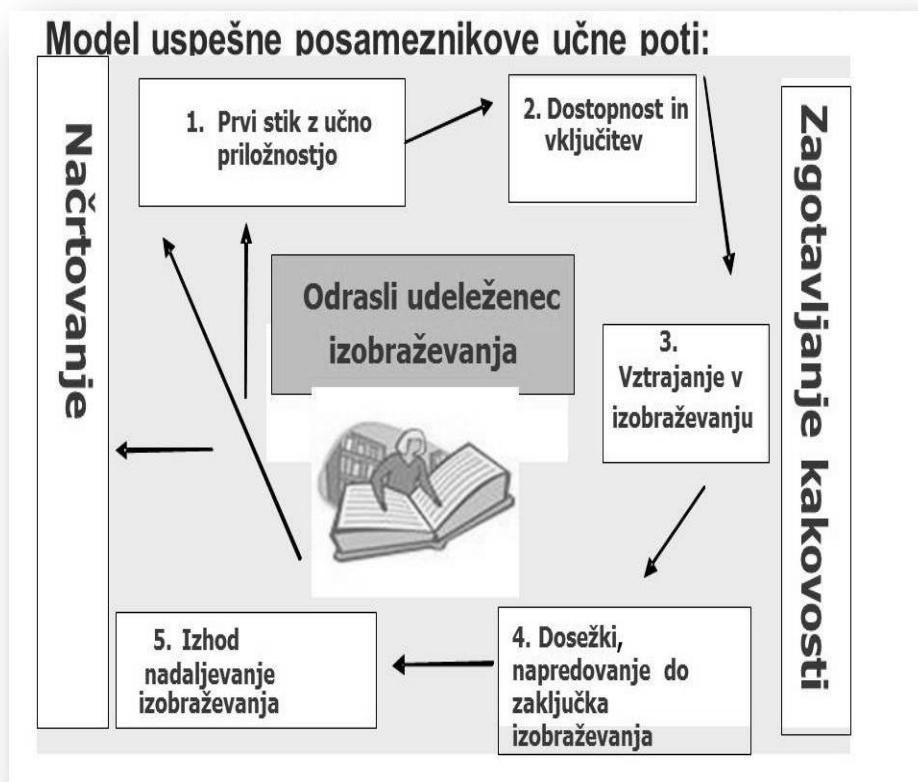 Model uspešne posameznikove učne poti:
Načrtovanje
1. Prvi stik z učno
priložnostjo
2. Dostopnost in
vključitev
Odrasli udeleženec
izobraževanja
3.
Vztrajanje v
izobraževanju
4. Dosežki,
napredovanje do
zaključka
izobraževanja
5. Izhod
nadaljevanje
izobraževanja
Zagotavljanje kakovosti